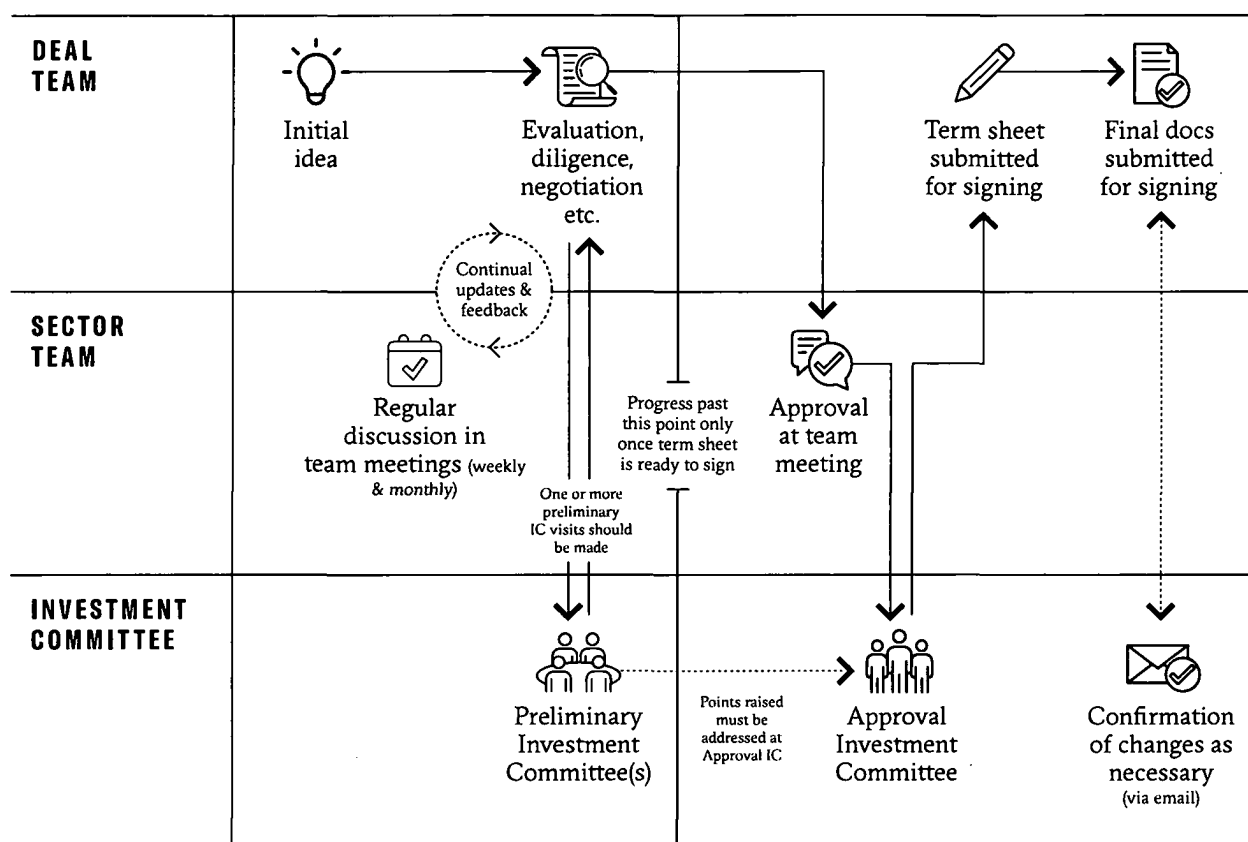 DEAL
TEAM
Initial
idea
Evaluation,
diligence,
negotiation
etc.
Term sheet
submitted
for signing
Final docs
submitted
for signing
Continual
updates &
feedback
SECTOR
TEAM
Regular
discussion in
team meetings (weekly
& monthly)
One or more
preliminary
IC visits should
be made
Progress past
this point only
once term sheet
is ready to sign
Approval
at team
meeting
INVESTMENT
COMMITTEE
Preliminary
Investment
Committee(s)
Points raised
must be
addressed at
Approval IC
Approval
Investment
Committee
Confirmation
of changes as
necessary
(via email)